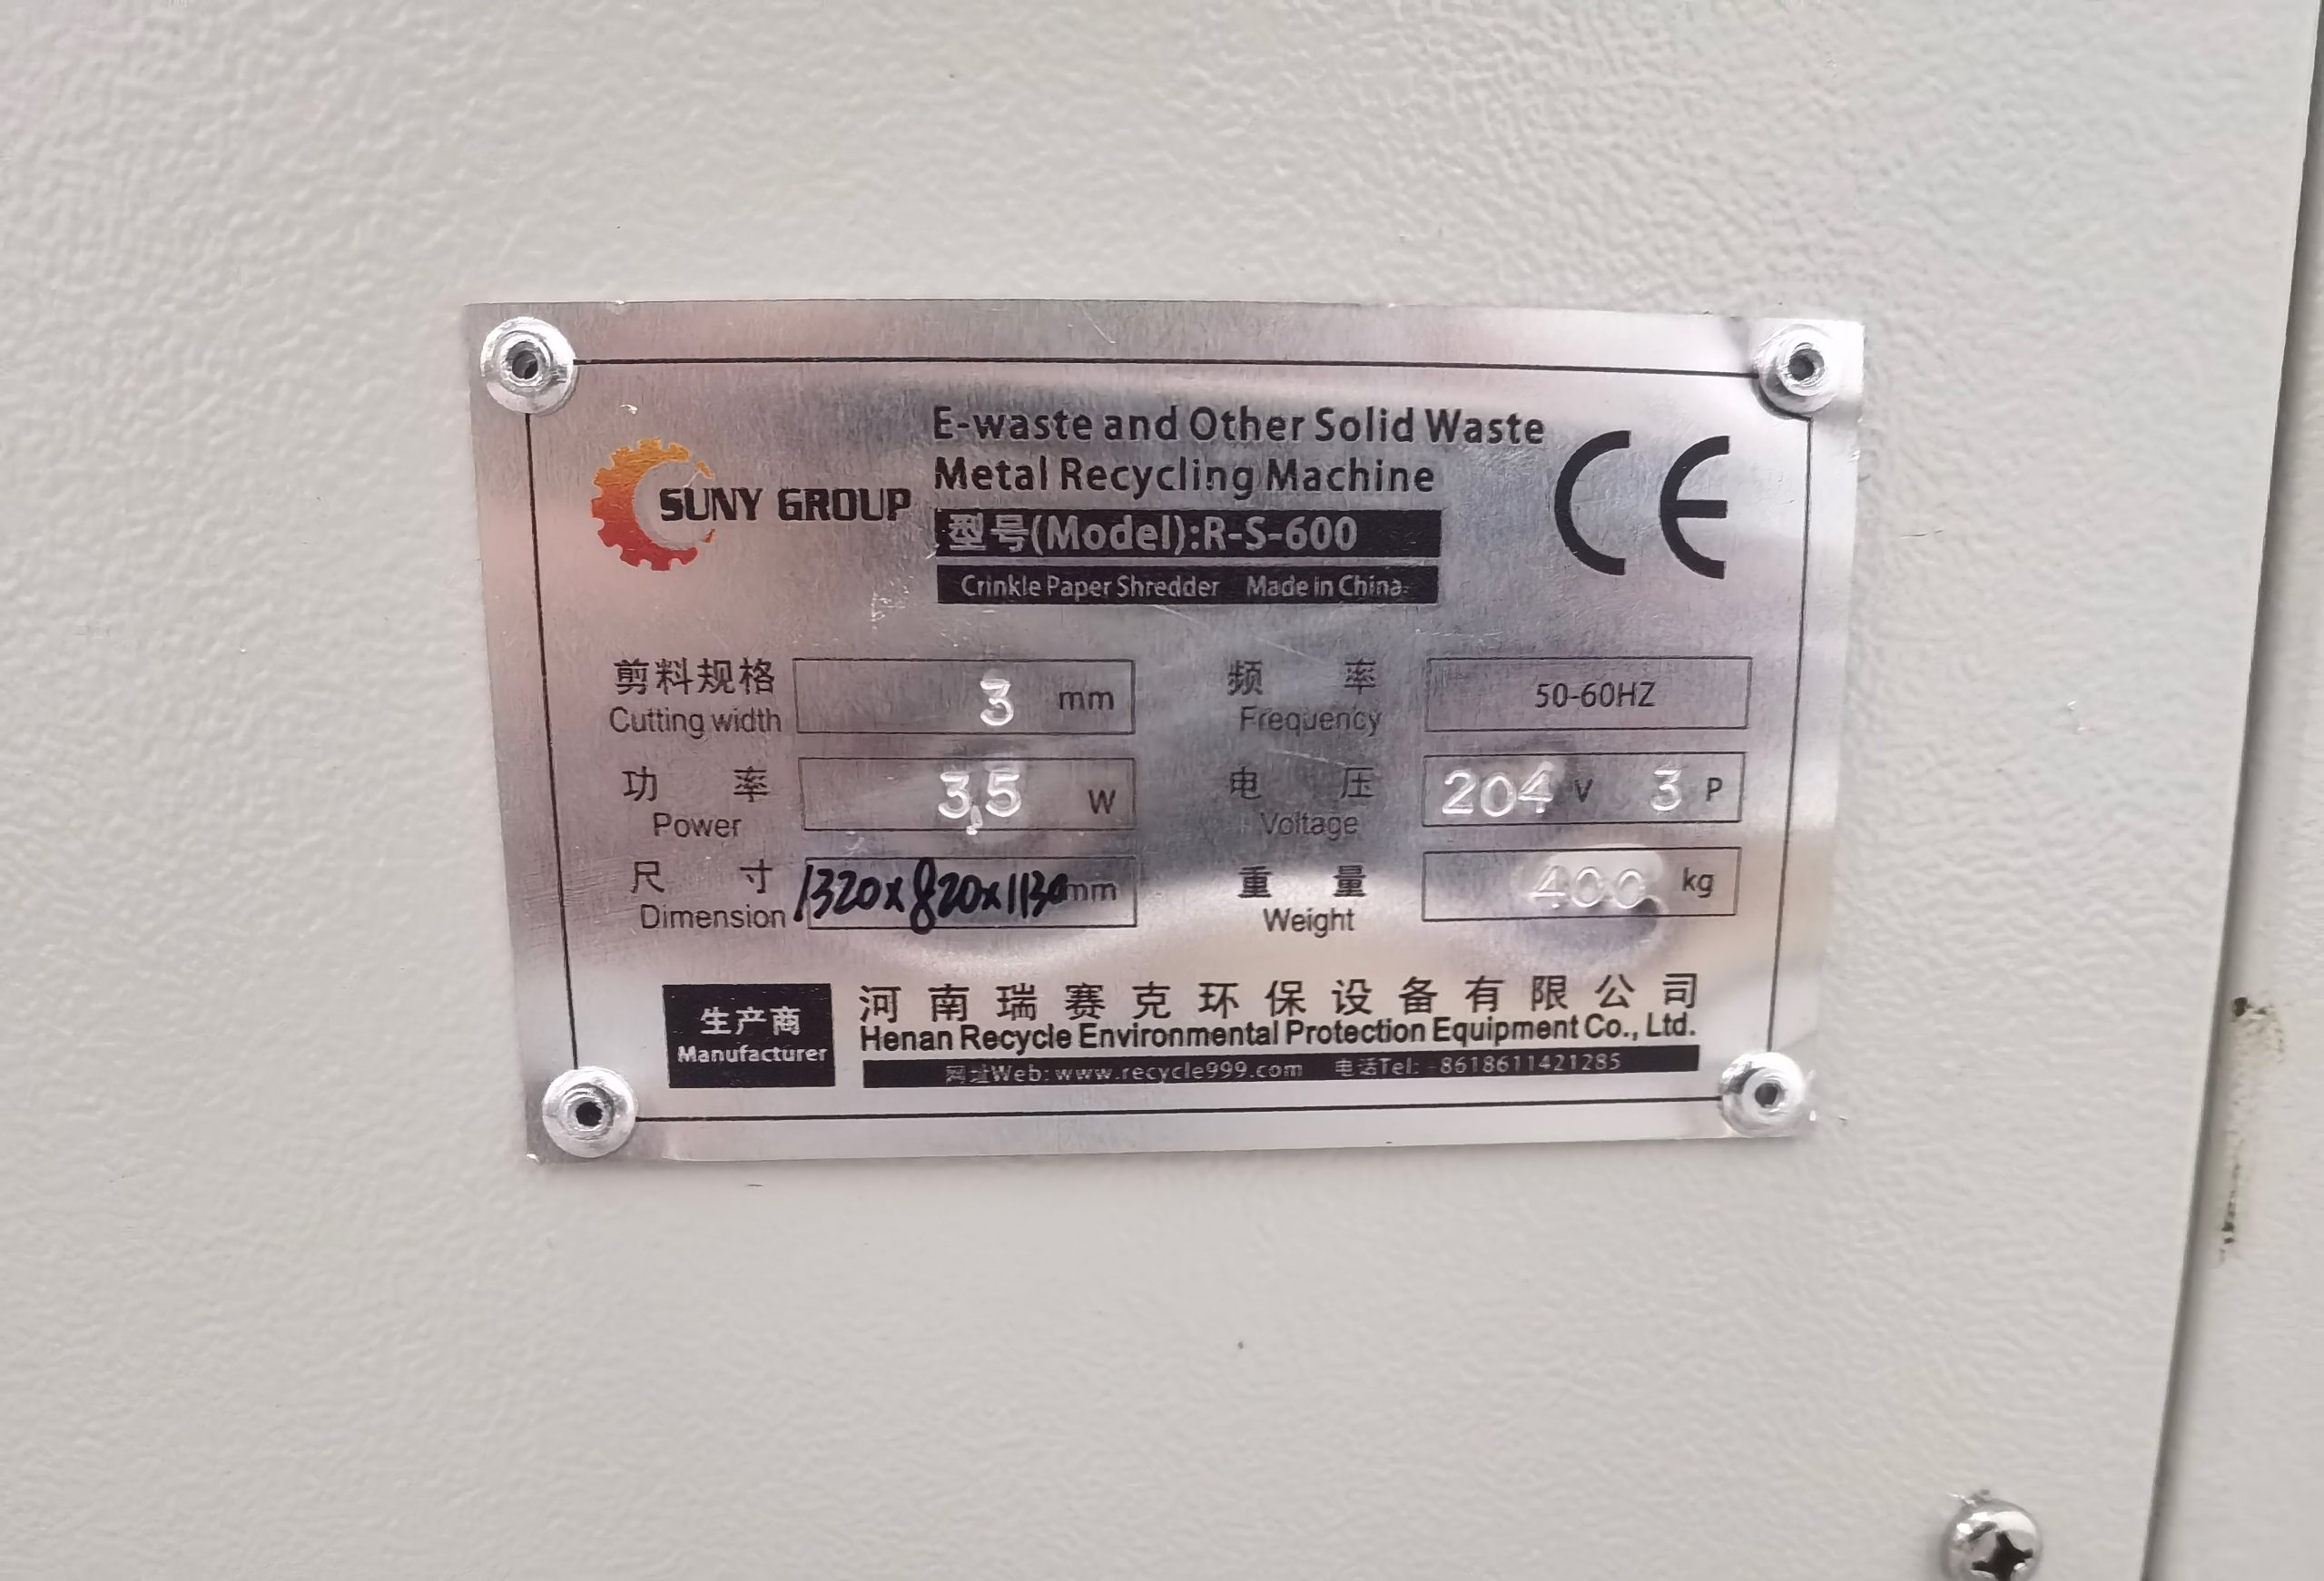 SUNY GROUP
E-waste and Other Solid Waste
Metal Recycling Machine
型号(Model):R-S-600
Crinkle Paper Shredder Made in China
CE
剪料规格 3 mm
Cutting width
频率 50-60HZ
Frequency
功率 3.5 W
Power
电压 204 V 3 P
Voltage
尺寸 1320x820x1130mm
Dimension
重量 400 kg
Weight
生产商
Manufacturer
河南瑞赛克环保设备有限公司
Henan Recycle Environmental Protection Equipment Co., Ltd.
网址Web: www.recycle999.com 电话Tel: -8618611421285